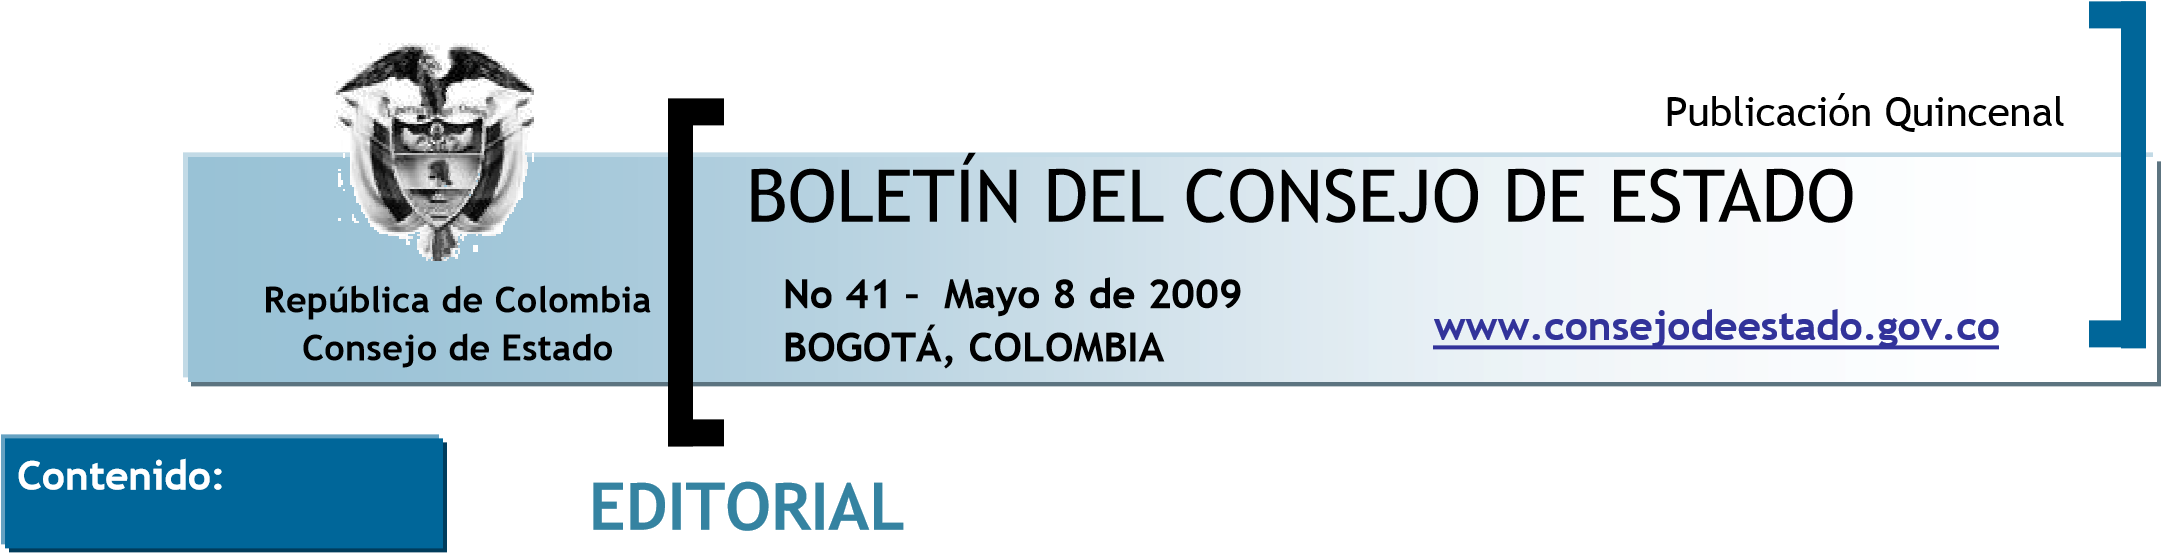 Publicación Quincenal
BOLETÍN DEL CONSEJO DE ESTADO
República de Colombia
Consejo de Estado
No 41 – Mayo 8 de 2009
BOGOTÁ, COLOMBIA
www.consejodeestado.gov.co
Contenido:
EDITORIAL